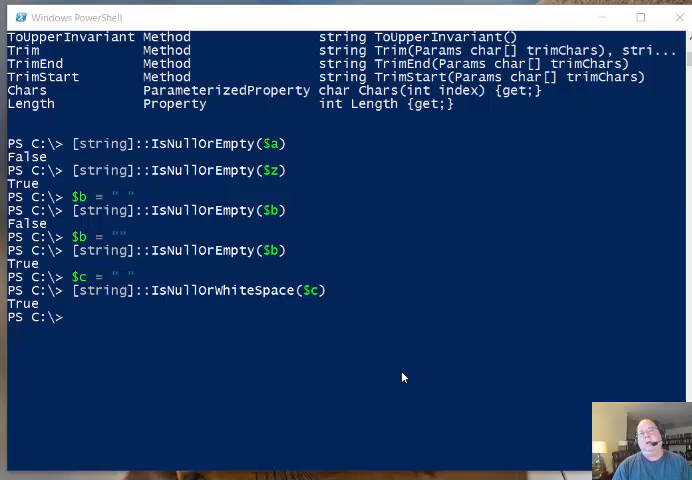 Windows PowerShell
ToUpperInvariant Method string ToUpperInvariant()
Trim Method string Trim(Params char[] trimChars), stri...
TrimEnd Method string TrimEnd(Params char[] trimChars)
TrimStart Method string TrimStart(Params char[] trimChars)
Chars ParameterizedProperty char Chars(int index) {get;}
Length Property int Length {get;}
PS C:\> [string]::IsNullOrEmpty($a)
False
PS C:\> [string]::IsNullOrEmpty($z)
True
PS C:\> $b = " "
PS C:\> [string]::IsNullOrEmpty($b)
False
PS C:\> $b = ""
PS C:\> [string]::IsNullOrEmpty($b)
True
PS C:\> $c = " "
PS C:\> [string]::IsNullOrWhiteSpace($c)
True
PS C:\>